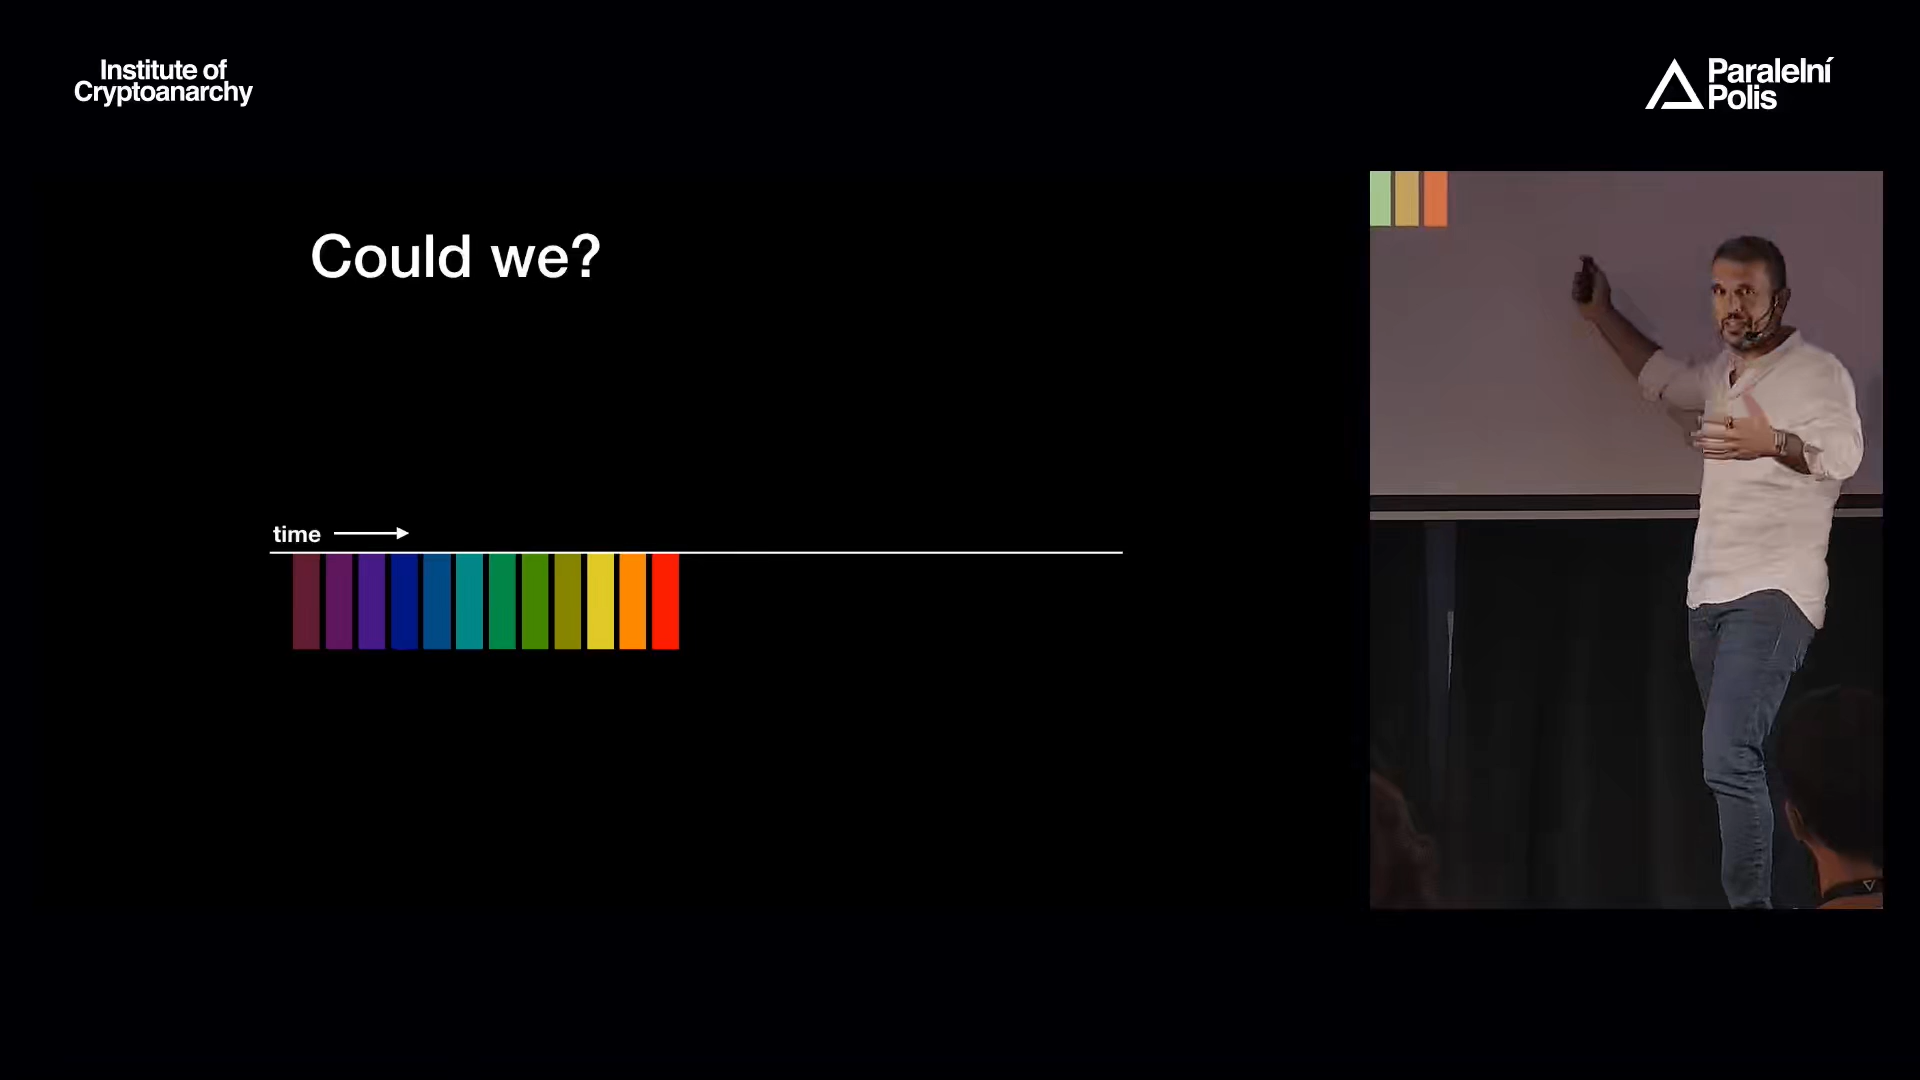 Institute of
Cryptoanarchy
Paralelní
Polis
Could we?
time